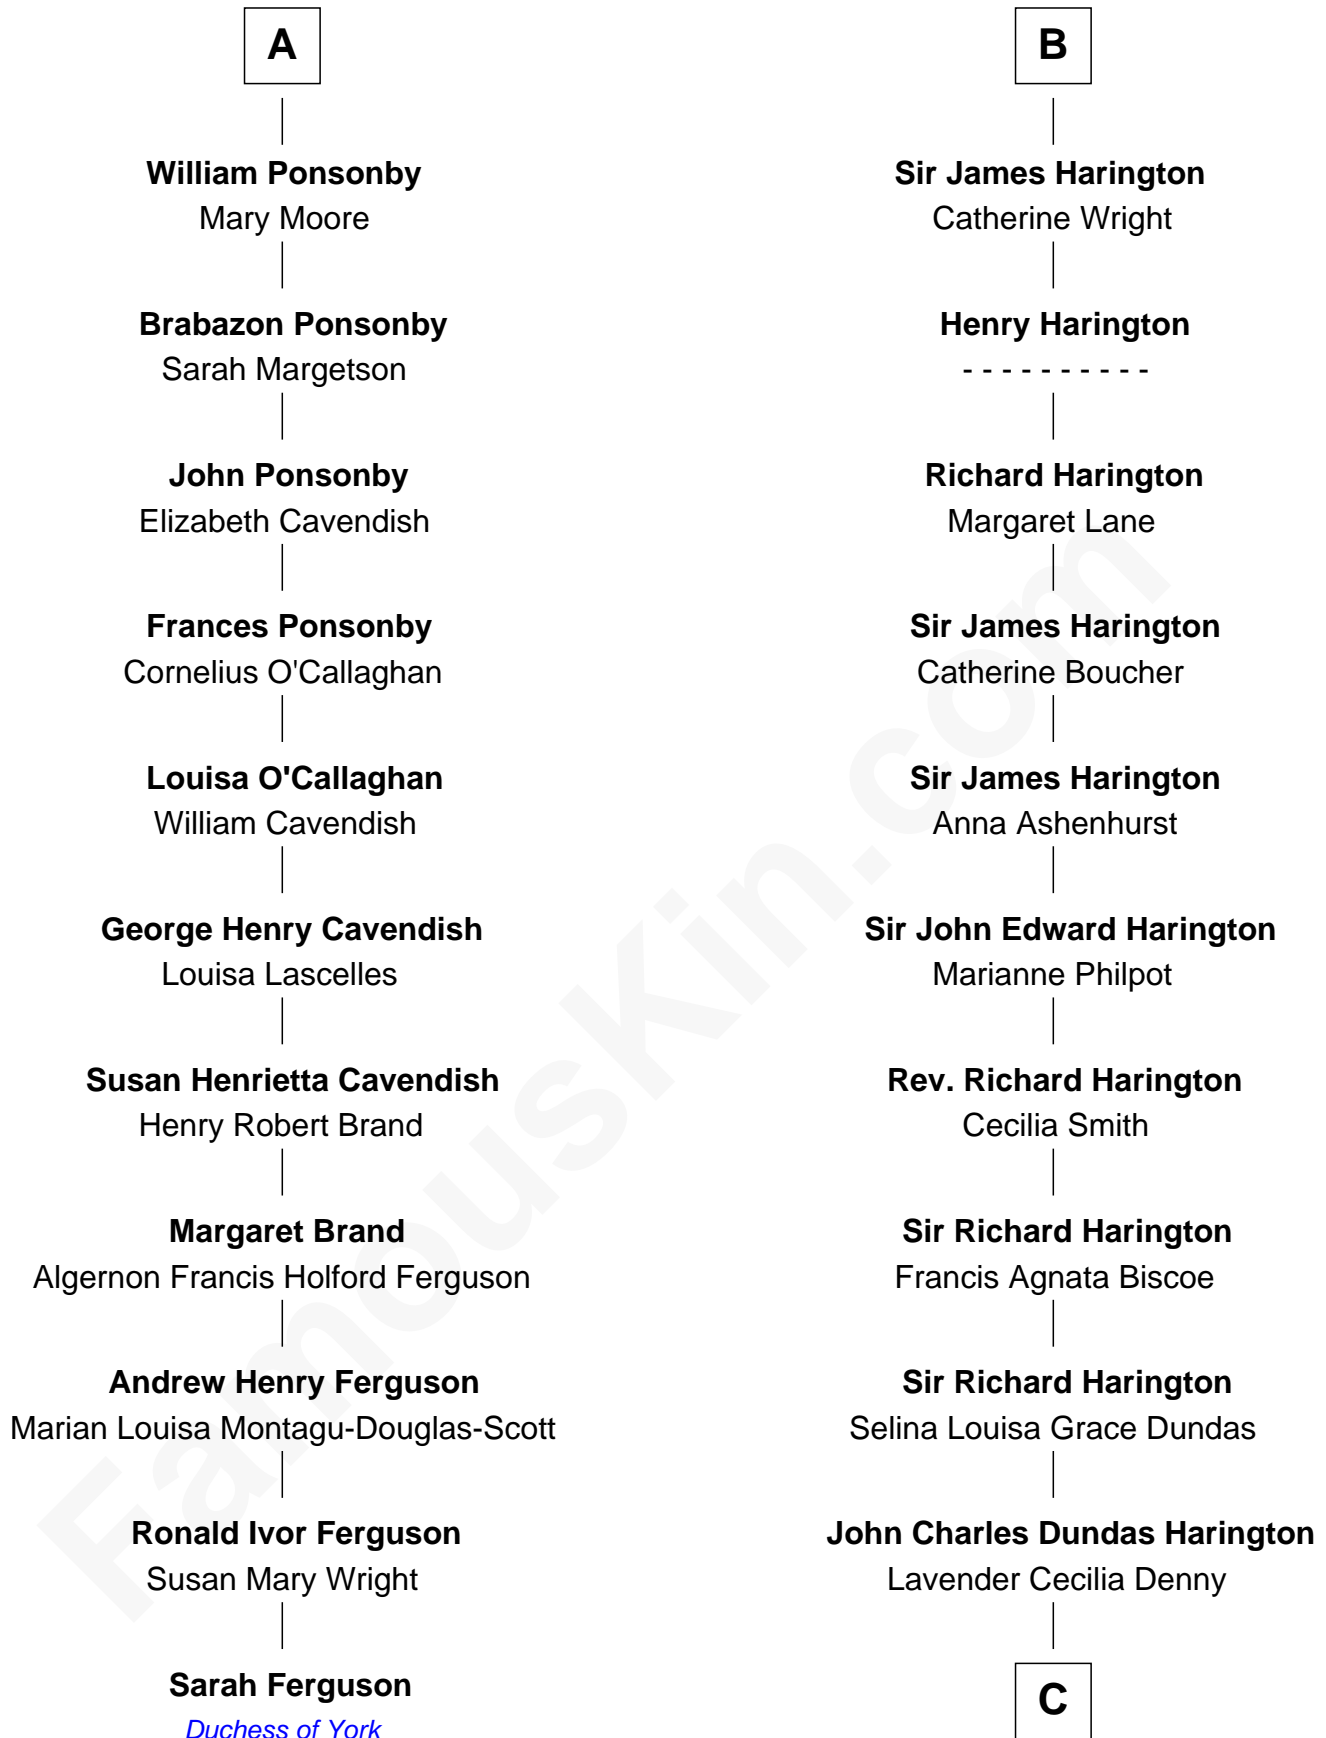 A
William Ponsonby
Mary Moore
Brabazon Ponsonby
Sarah Margetson
John Ponsonby
Elizabeth Cavendish
Frances Ponsonby
Cornelius O'Callaghan
Louisa O'Callaghan
William Cavendish
George Henry Cavendish
Louisa Lascelles
Susan Henrietta Cavendish
Henry Robert Brand
Margaret Brand
Algernon Francis Holford Ferguson
Andrew Henry Ferguson
Marian Louisa Montagu-Douglas-Scott
Ronald Ivor Ferguson
Susan Mary Wright
Sarah Ferguson
Duchess of York
B
Sir James Harington
Catherine Wright
Henry Harington
- - - - - - - - - -
Richard Harington
Margaret Lane
Sir James Harington
Catherine Boucher
Sir James Harington
Anna Ashenhurst
Sir John Edward Harington
Marianne Philpot
Rev. Richard Harington
Cecilia Smith
Sir Richard Harington
Francis Agnata Biscoe
Sir Richard Harington
Selina Louisa Grace Dundas
John Charles Dundas Harington
Lavender Cecilia Denny
C
FamousKin.com